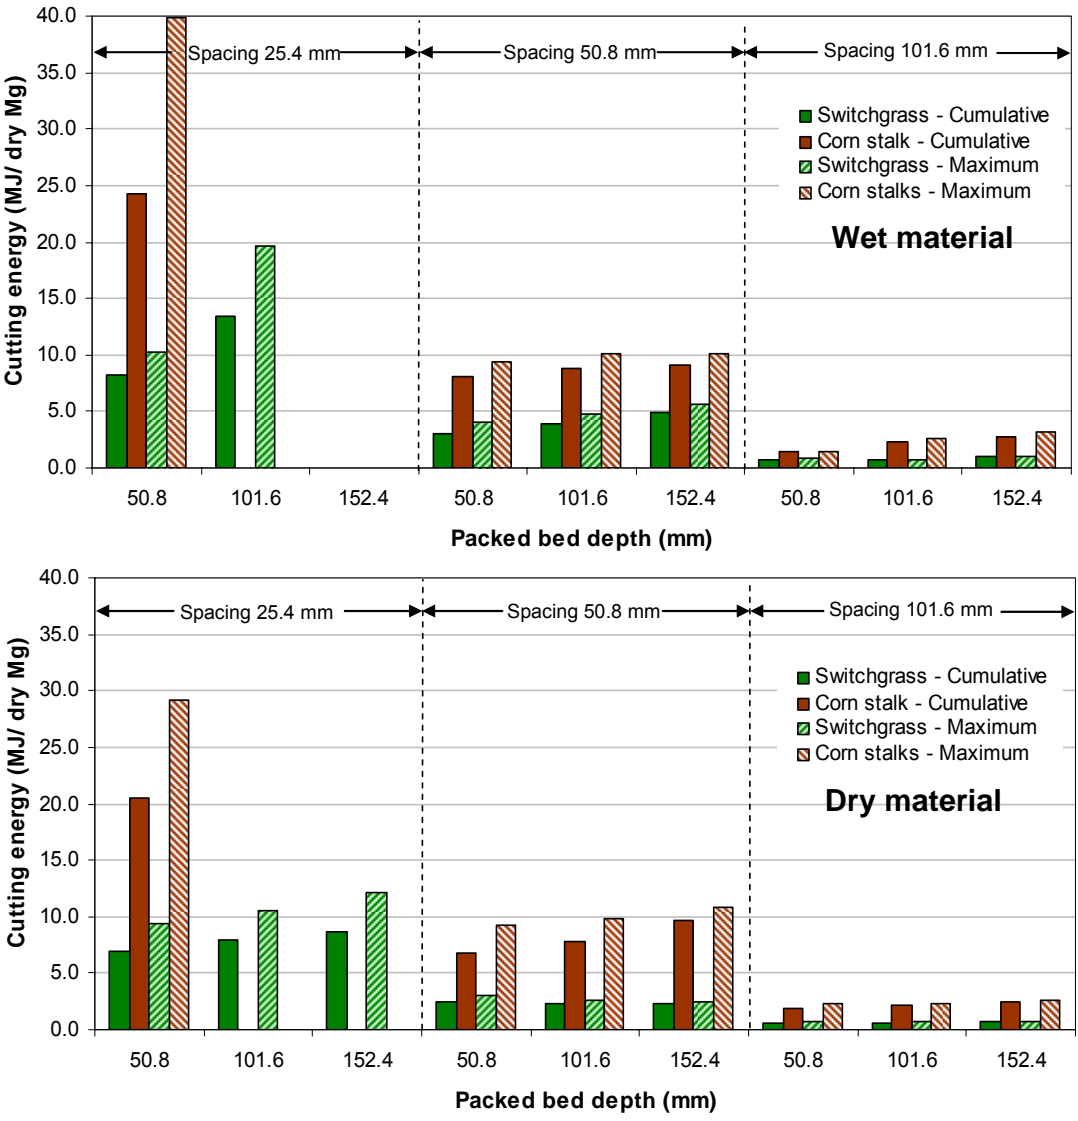 40.0
35.0
30.0
25.0
20.0
15.0
10.0
5.0
0.0
Cutting energy (MJ/ dry Mg)
Spacing 25.4 mm
Spacing 50.8 mm
Spacing 101.6 mm
Switchgrass - Cumulative
Corn stalk - Cumulative
Switchgrass - Maximum
Corn stalks - Maximum
Wet material
50.8 101.6 152.4 50.8 101.6 152.4 50.8 101.6 152.4
Packed bed depth (mm)
40.0
35.0
30.0
25.0
20.0
15.0
10.0
5.0
0.0
Cutting energy (MJ/ dry Mg)
Spacing 25.4 mm
Spacing 50.8 mm
Spacing 101.6 mm
Switchgrass - Cumulative
Corn stalk - Cumulative
Switchgrass - Maximum
Corn stalks - Maximum
Dry material
50.8 101.6 152.4 50.8 101.6 152.4 50.8 101.6 152.4
Packed bed depth (mm)